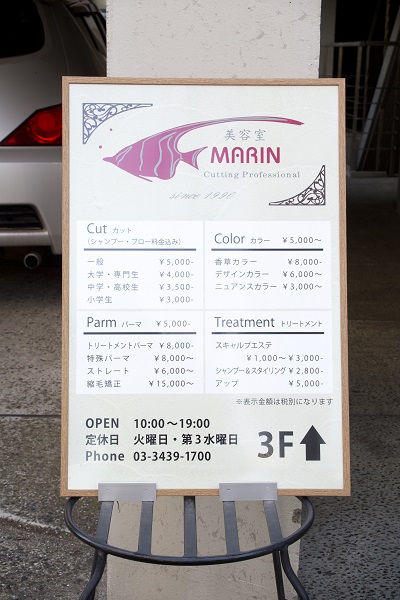 美容室
MARIN
Cutting Professional
since 1990
Cut カット
(シャンプー・ブロー料金込み)
一般 ¥5,000-
大学・専門生 ¥4,000-
中学・高校生 ¥3,500-
小学生 ¥3,000-
Color カラー ¥5,000〜
香草カラー ¥8,000-
デザインカラー ¥6,000〜
ニュアンスカラー ¥3,000〜
Parm パーマ ¥5,000-
トリートメントパーマ ¥8,000-
特殊パーマ ¥8,000〜
ストレート ¥6,000〜
縮毛矯正 ¥15,000〜
Treatment トリートメント
スキャルプエステ
¥1,000〜¥3,000-
シャンプー&スタイリング ¥2,800-
アップ ¥5,000-
※表示金額は税別になります
OPEN 10:00〜19:00
定休日 火曜日・第3水曜日
Phone 03-3439-1700
3F↑